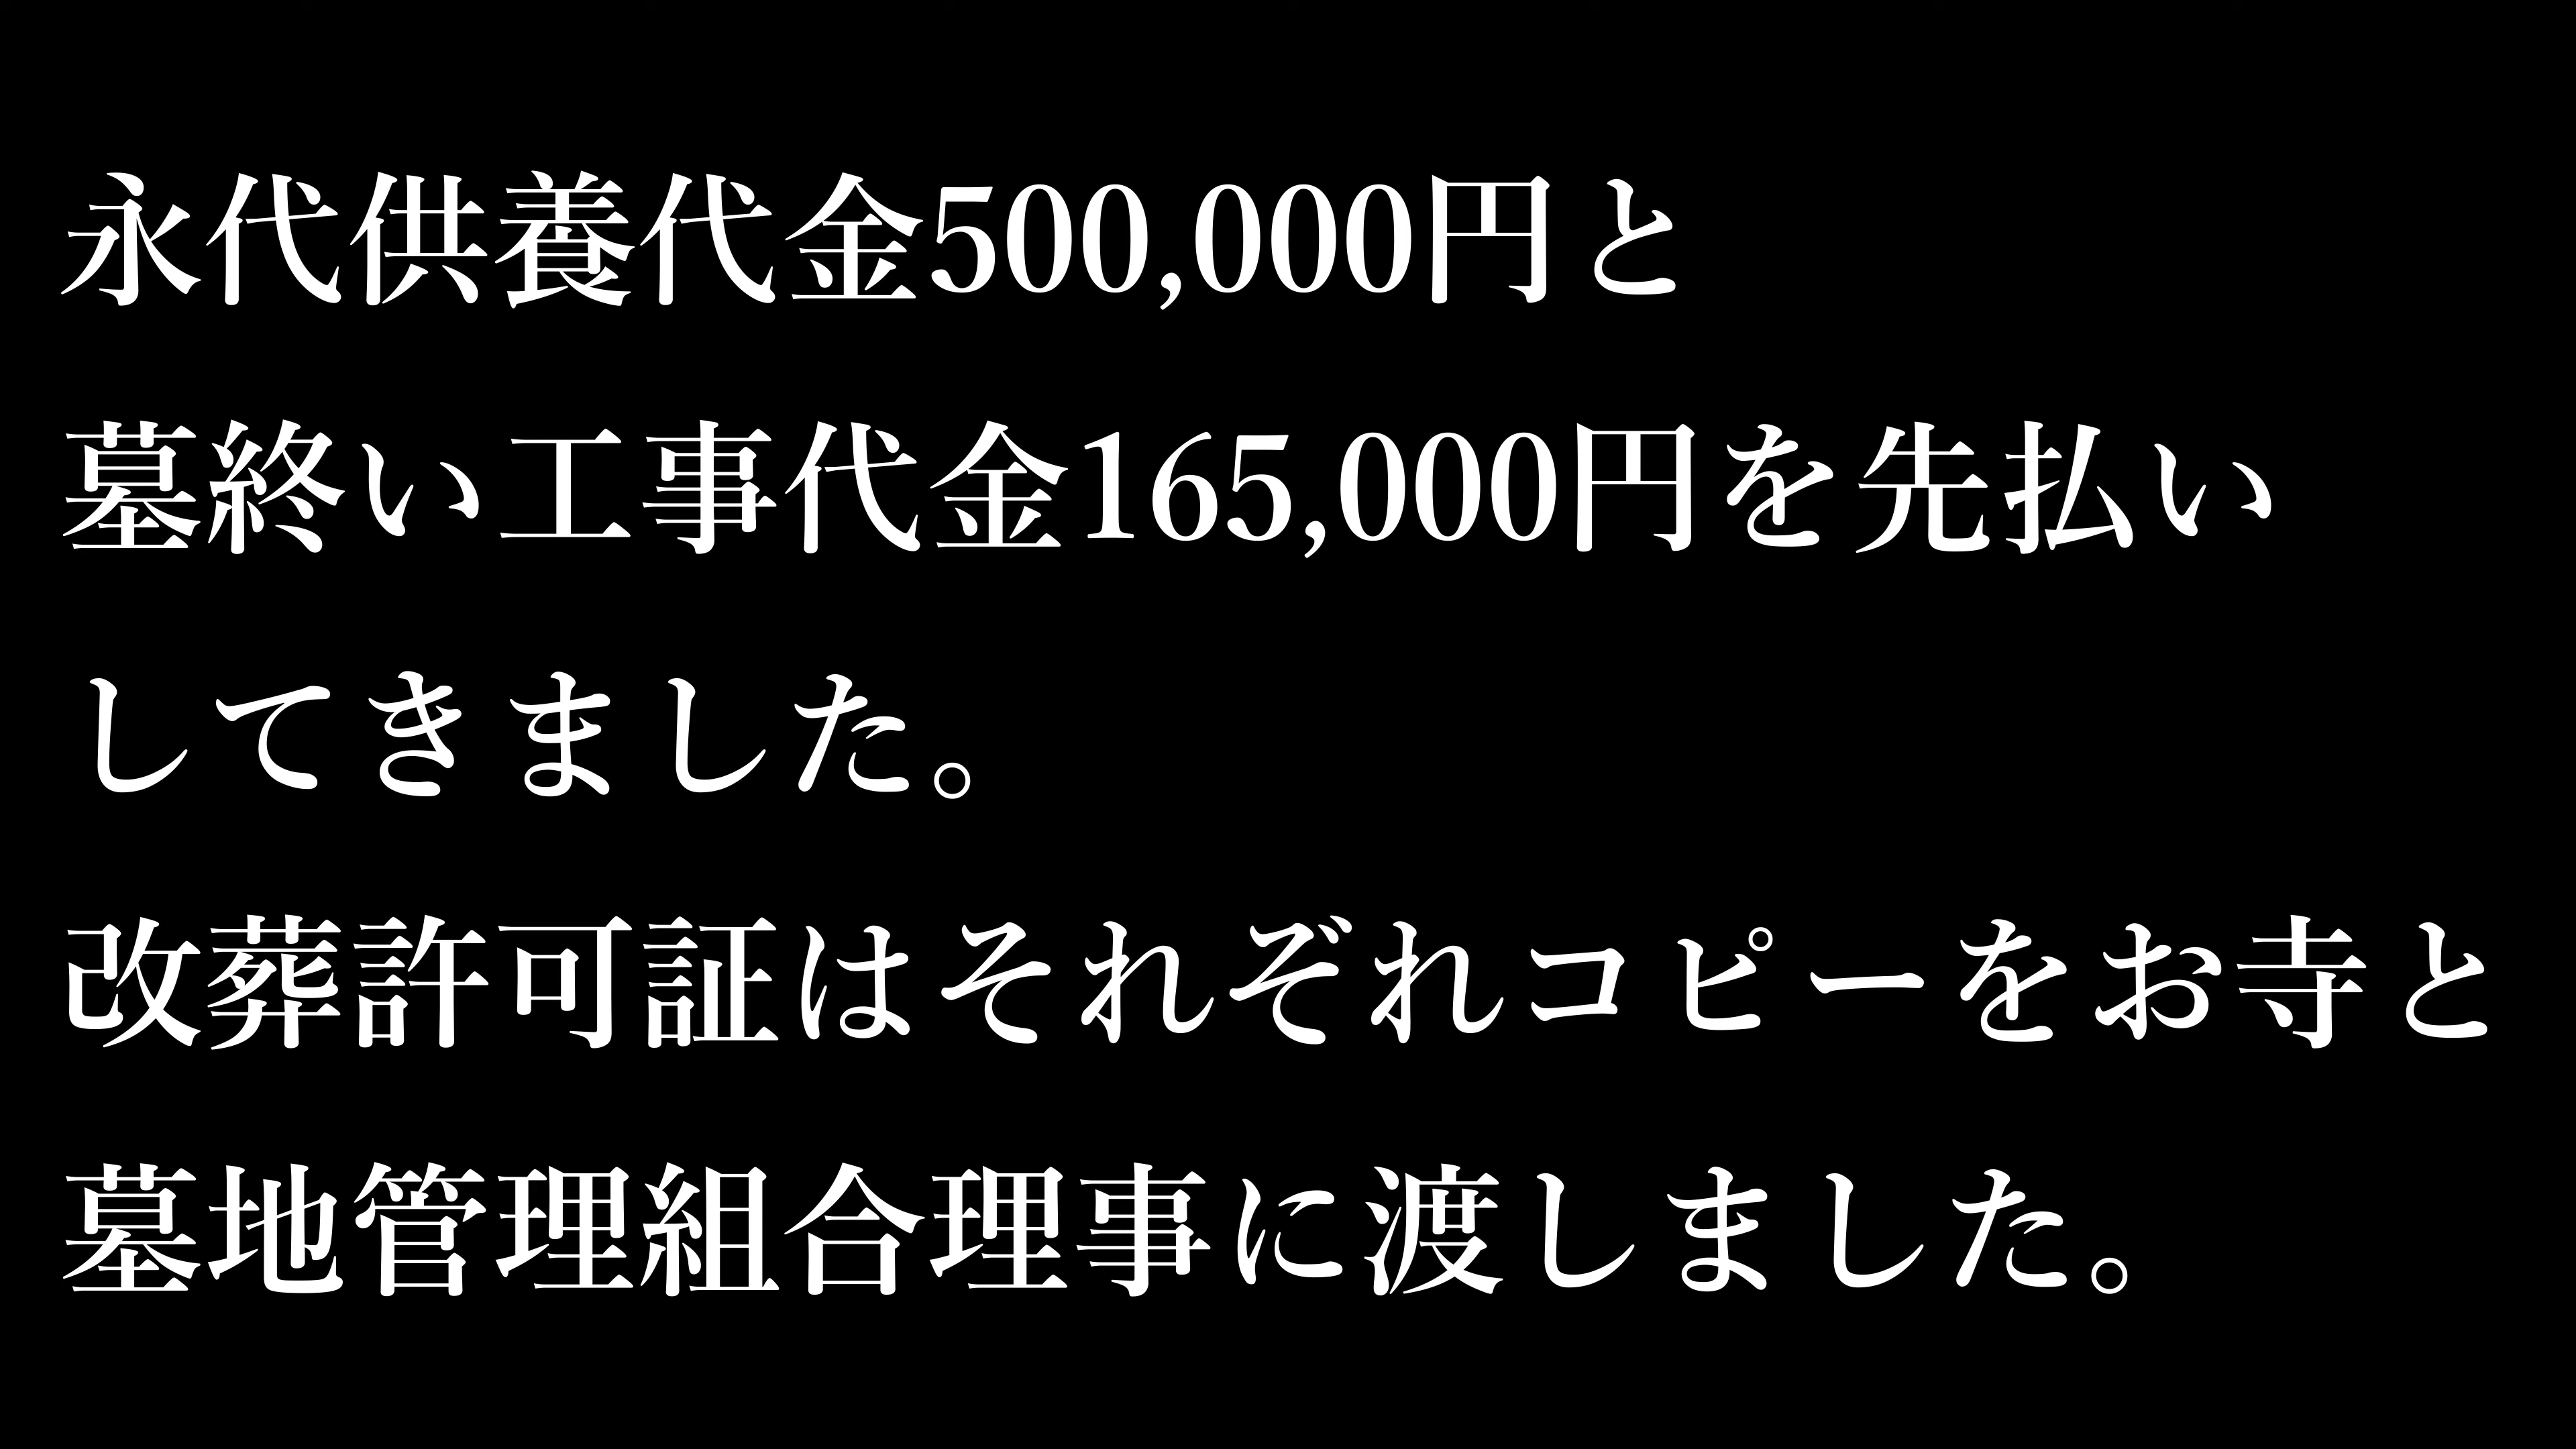 永代供養代金500,000円と
墓終い工事代金165,000円を先払い
してきました。
改葬許可証はそれぞれコピーをお寺と
墓地管理組合理事に渡しました。